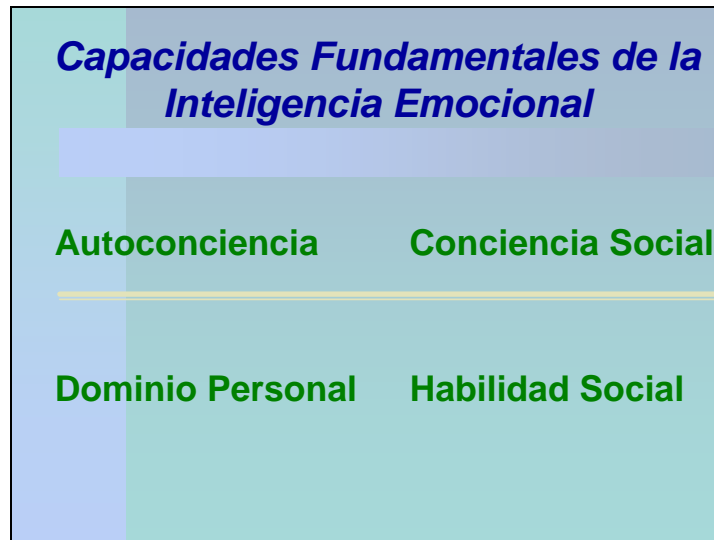 Capacidades Fundamentales de la
Inteligencia Emocional
Autoconciencia Conciencia Social
Dominio Personal Habilidad Social